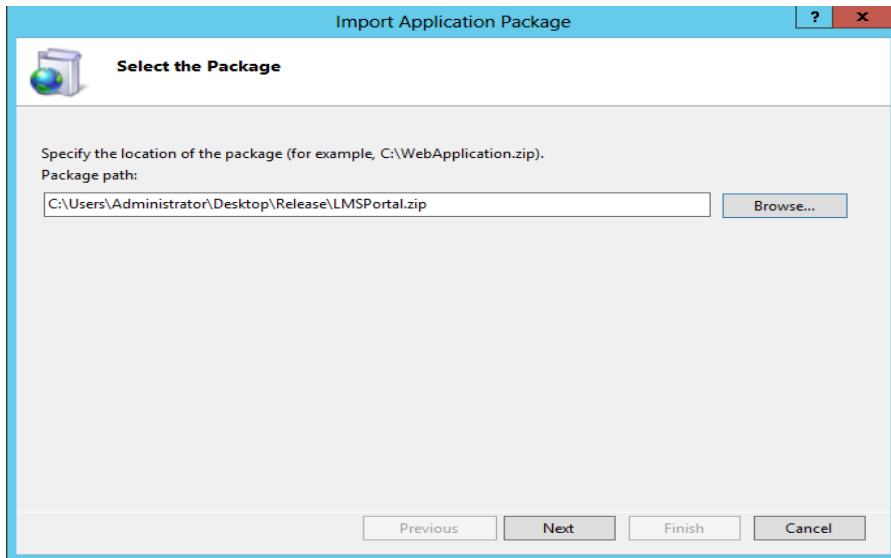 Import Application Package
?
x
Select the Package
Specify the location of the package (for example, C:\WebApplication.zip).
Package path:
C:\Users\Administrator\Desktop\Release\LMSPortal.zip
Browse...
Previous
Next
Finish
Cancel